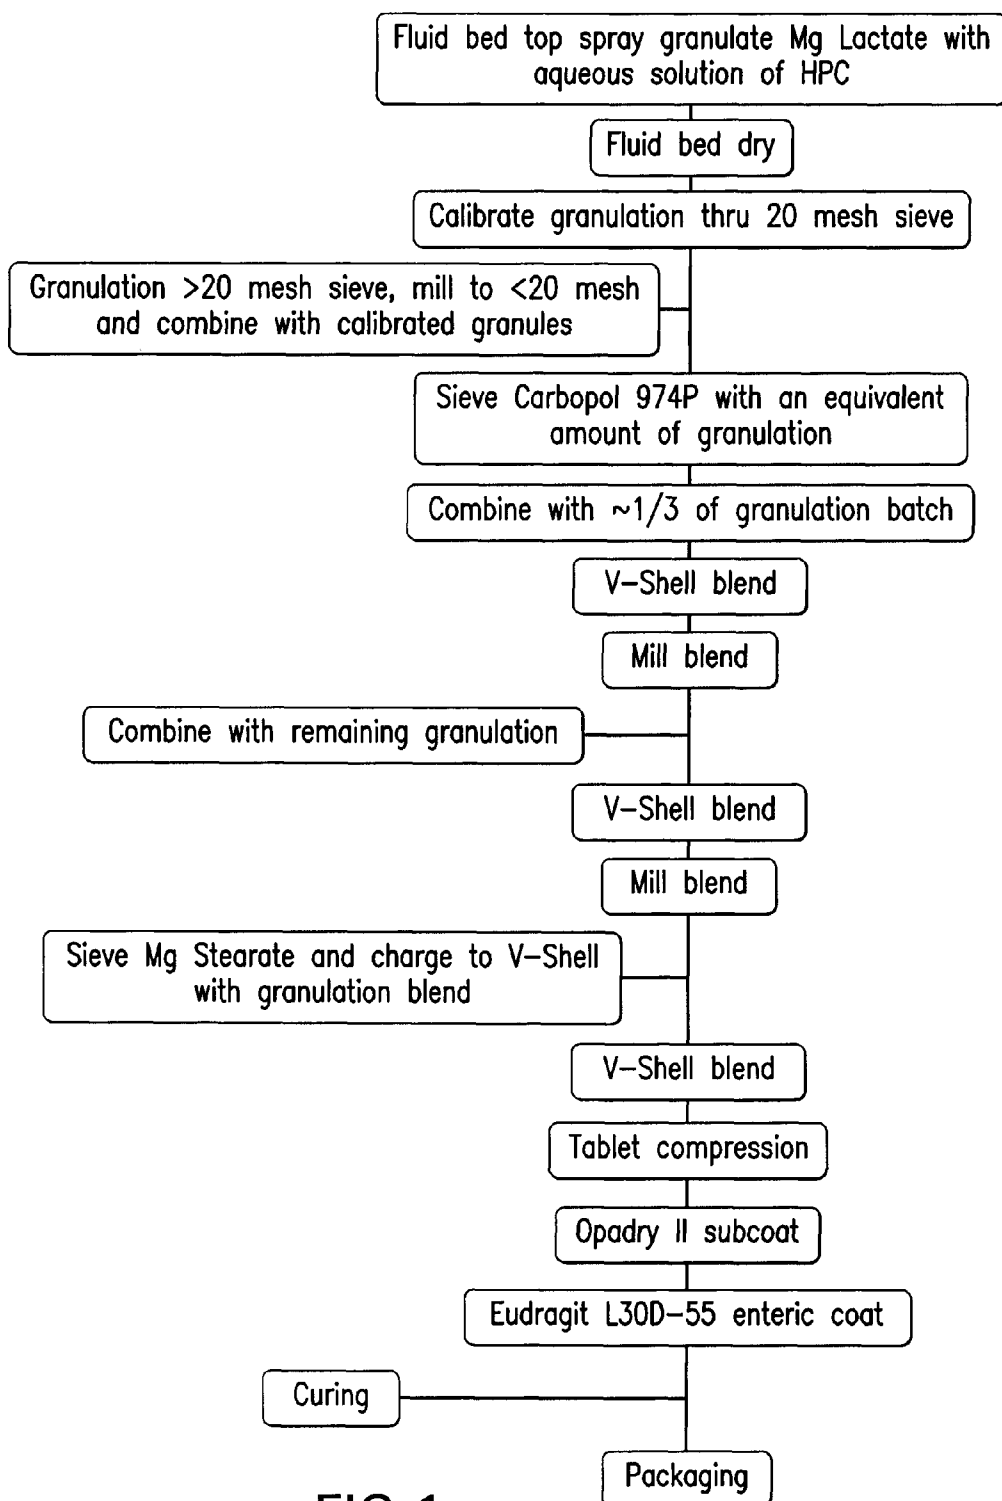 Fluid bed top spray granulate Mg Lactate with
aqueous solution of HPC
Fluid bed dry
Calibrate granulation thru 20 mesh sieve
Granulation >20 mesh sieve, mill to <20 mesh
and combine with calibrated granules
Sieve Carbopol 974P with an equivalent
amount of granulation
Combine with ~1/3 of granulation batch
V-Shell blend
Mill blend
Combine with remaining granulation
V-Shell blend
Mill blend
Sieve Mg Stearate and charge to V-Shell
with granulation blend
V-Shell blend
Tablet compression
Opadry II subcoat
Eudragit L30D-55 enteric coat
Curing
Packaging
FIG. 1